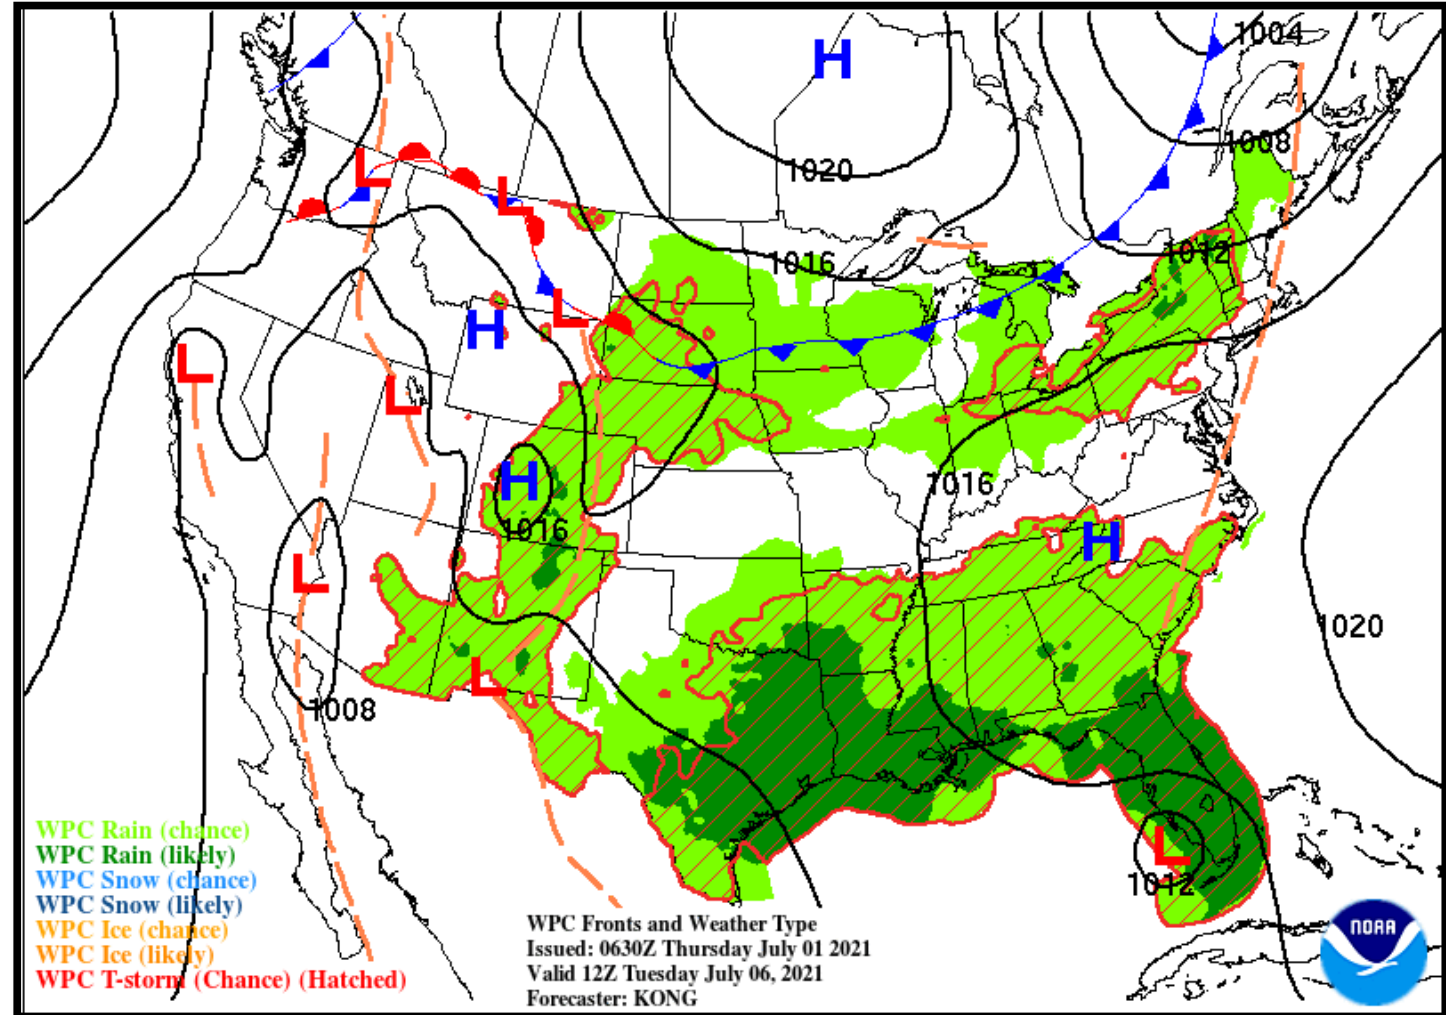 H
1004
1008
L
1020
L
1012
1016
H
L
L
L
H
1016
1016
H
L
1020
L
1008
WPC Rain (chance)
WPC Rain (likely)
WPC Snow (chance)
WPC Snow (likely)
WPC Ice (chance)
WPC Ice (likely)
WPC T-storm (Chance) (Hatched)
L
1012
WPC Fronts and Weather Type
Issued: 0630Z Thursday July 01 2021
Valid 12Z Tuesday July 06, 2021
Forecaster: KONG
NOAA